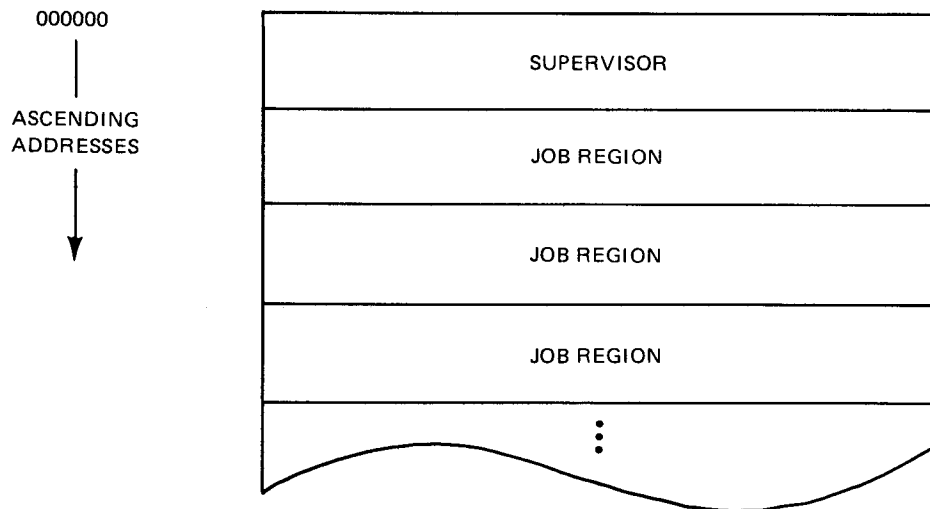 000000
SUPERVISOR
ASCENDING
ADDRESSES
JOB REGION
JOB REGION
JOB REGION